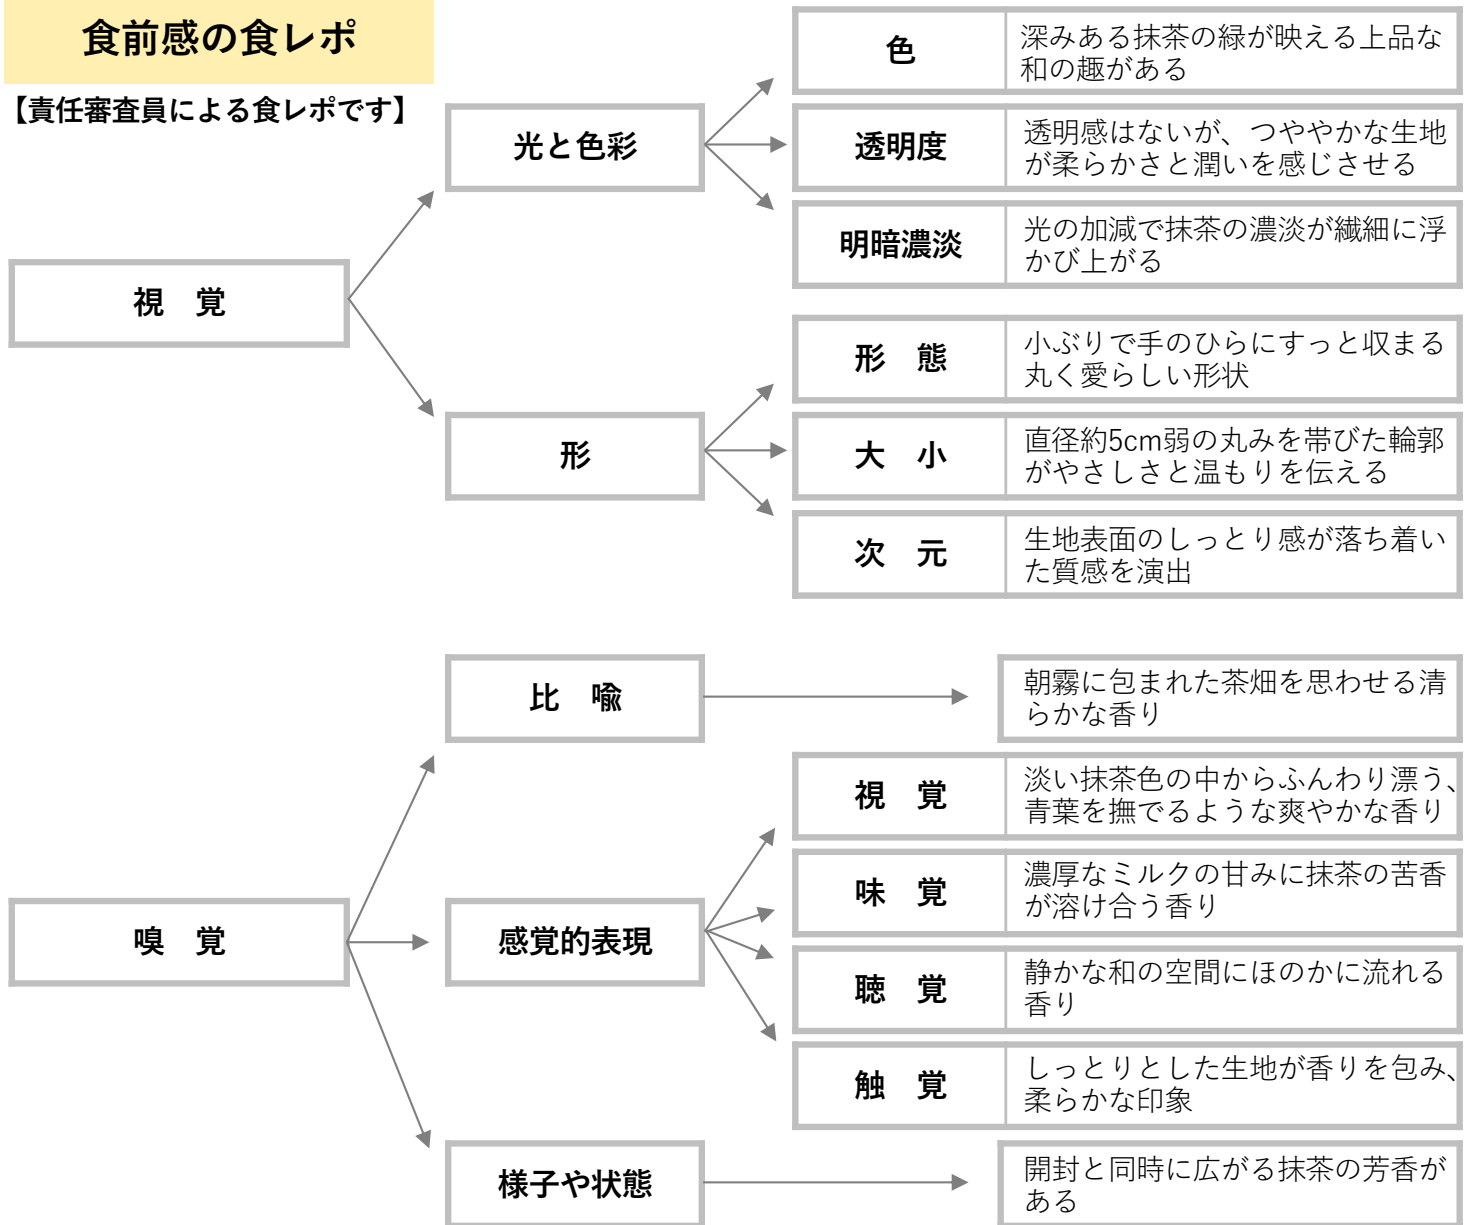 食前感の食レポ
【責任審査員による食レポです】
視 覚
光と色彩
色
深みある抹茶の緑が映える上品な
和の趣がある
透明度
透明感はないが、つややかな生地
が柔らかさと潤いを感じさせる
明暗濃淡
光の加減で抹茶の濃淡が繊細に浮
かび上がる
形
形 態
小ぶりで手のひらにすっと収まる
丸く愛らしい形状
大 小
直径約5cm弱の丸みを帯びた輪郭
がやさしさと温もりを伝える
次 元
生地表面のしっとり感が落ち着い
た質感を演出
嗅 覚
比 喩
朝霧に包まれた茶畑を思わせる清
らかな香り
感覚的表現
視 覚
淡い抹茶色の中からふんわり漂う、
青葉を撫でるような爽やかな香り
味 覚
濃厚なミルクの甘みに抹茶の苦香
が溶け合う香り
聴 覚
静かな和の空間にほのかに流れる
香り
触 覚
しっとりとした生地が香りを包み、
柔らかな印象
様子や状態
開封と同時に広がる抹茶の芳香が
ある